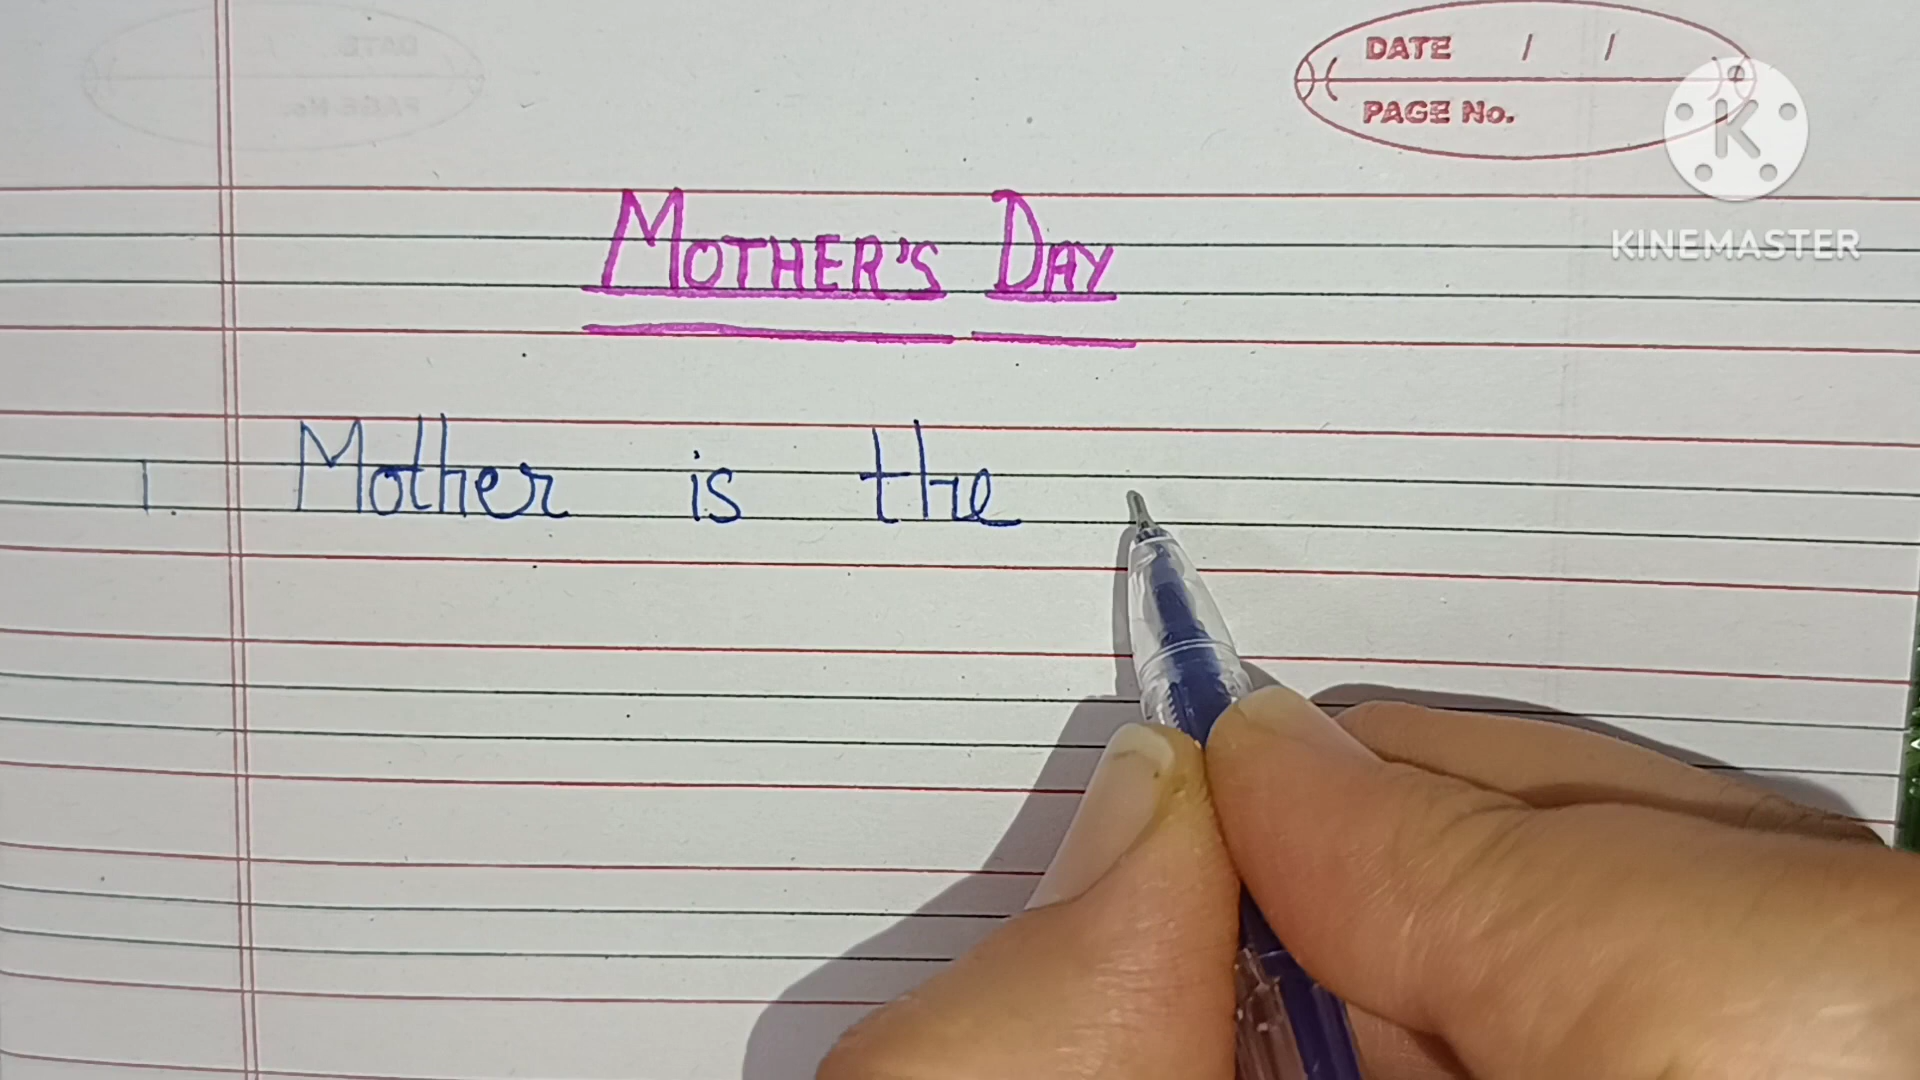 DATE / /
PAGE No.
KINEMASTER
MOTHER'S DAY
1. Mother is the